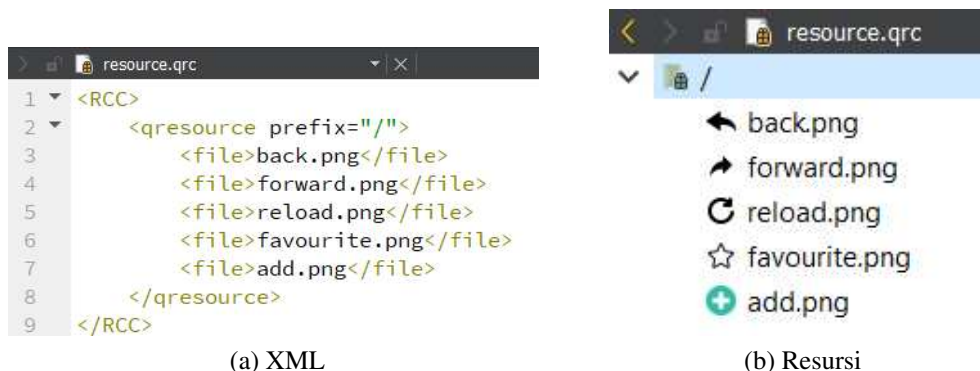 resource.qrc
1 <RCC>
2 <qresource prefix="/">
3 <file>back.png</file>
4 <file>forward.png</file>
5 <file>reload.png</file>
6 <file>favourite.png</file>
7 <file>add.png</file>
8 </qresource>
9 </RCC>
(a) XML
resource.qrc
/
back.png
forward.png
reload.png
favourite.png
add.png
(b) Resursi